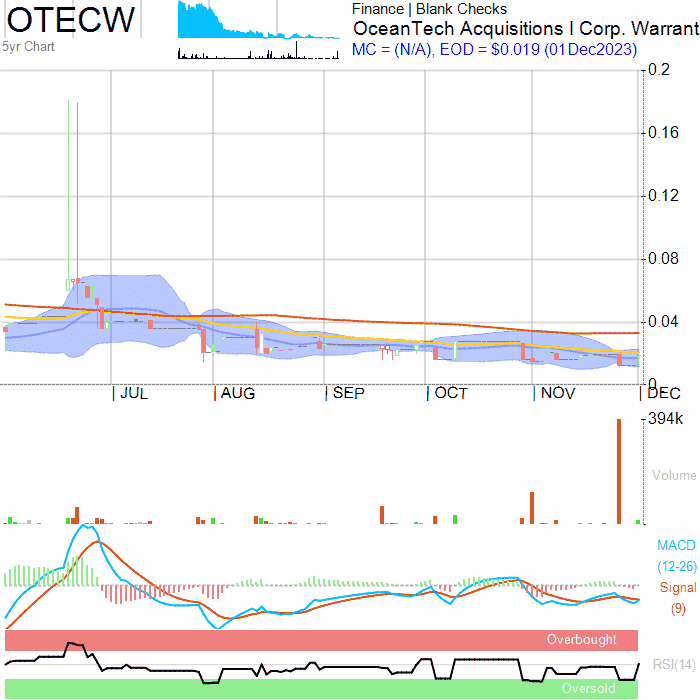 OTECW
5yr Chart
Finance | Blank Checks
OceanTech Acquisitions I Corp. Warrant
MC = (N/A), EOD = $0.019 (01Dec2023)
0.2
0.16
0.12
0.08
0.04
0
JUL AUG SEP OCT NOV DEC
394k
Volume
MACD
(12-26)
Signal
(9)
Overbought
RSI(14)
Oversold